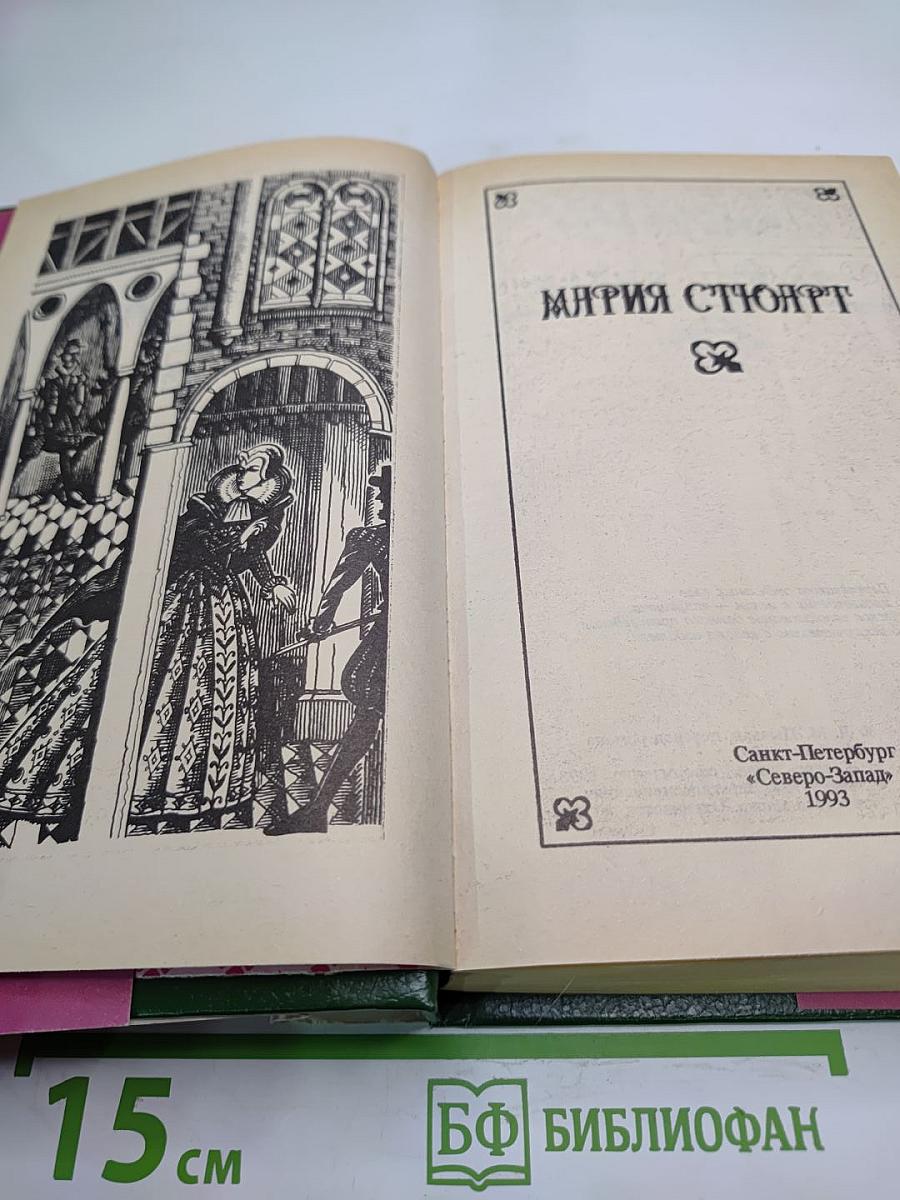 МАРИЯ СТЮАРТ
Санкт-Петербург
«Северо-Запад»
1993
15 см
БФ БИБЛИОФАН